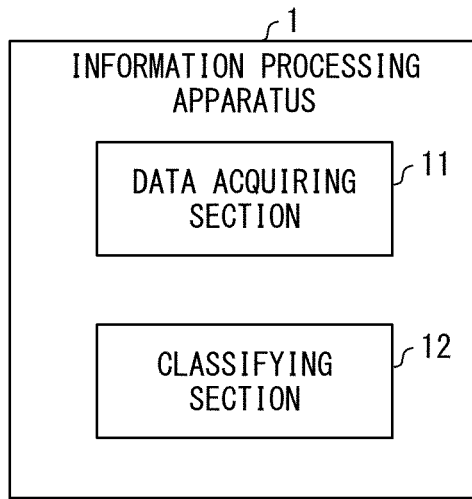 1
INFORMATION PROCESSING
APPARATUS
DATA ACQUIRING
SECTION
11
CLASSIFYING
SECTION
12